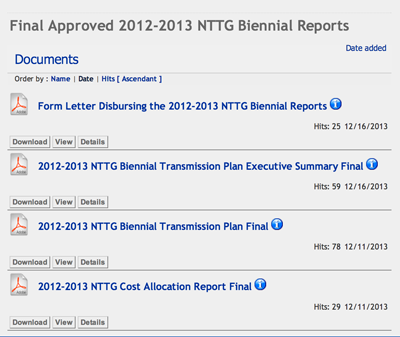 Final Approved 2012-2013 NTTG Biennial Reports
Date added
Documents
Order by : Name | Date | Hits [ Ascendant ]
Form Letter Disbursing the 2012-2013 NTTG Biennial Reports
Hits: 25 12/16/2013
Download View Details
2012-2013 NTTG Biennial Transmission Plan Executive Summary Final
Hits: 59 12/16/2013
Download View Details
2012-2013 NTTG Biennial Transmission Plan Final
Hits: 78 12/11/2013
Download View Details
2012-2013 NTTG Cost Allocation Report Final
Hits: 29 12/11/2013
Download View Details